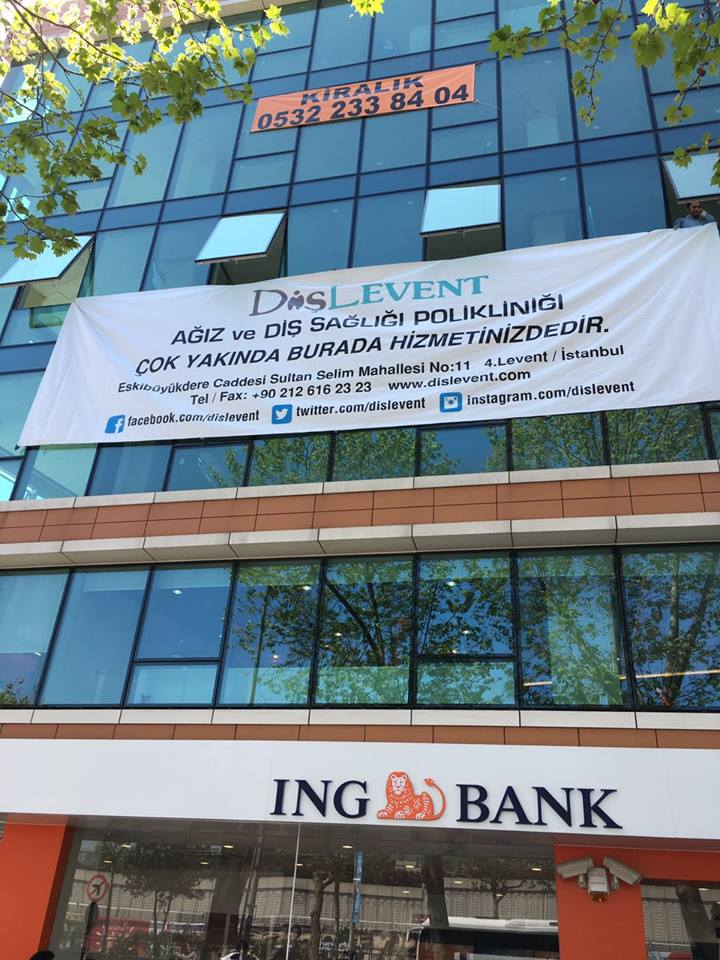 KİRALIK
0532 233 84 04
DİŞLEVENT
AĞIZ ve DİŞ SAĞLIĞI POLİKLİNİĞİ
ÇOK YAKINDA BURADA HİZMETİNİZDEDİR.
Eskibüyükdere Caddesi Sultan Selim Mahallesi No:11 4.Levent / İstanbul
Tel / Fax: +90 212 616 23 23 www.dislevent.com
facebook.com/dislevent twitter.com/dislevent instagram.com/dislevent
ING BANK